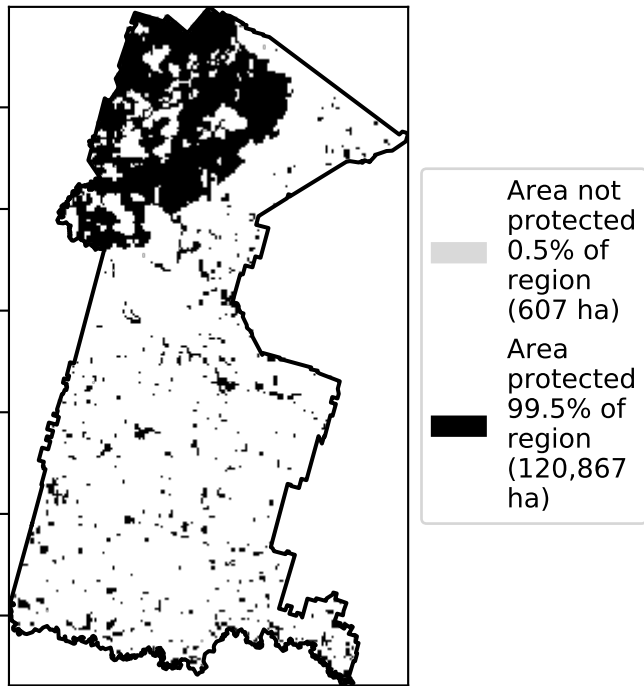 Area not
protected
0.5% of
region
(607 ha)
Area
protected
99.5% of
region
(120,867
ha)